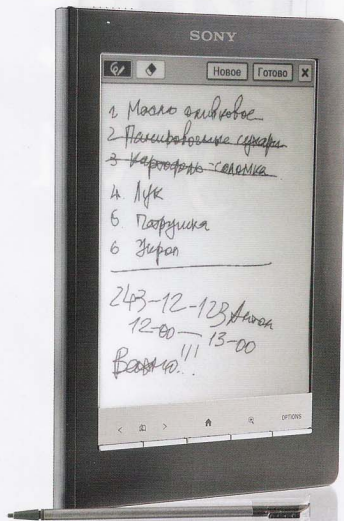 SONY
Новое Готово X
1 Масло оливковое
2 Панировочные сухари
3 Картофель-соломка
4. Лук
6 Петрушка
6 Укроп
243-12-123 Антон
12-00 — 13-00
Важно!!!...
OPTIONS